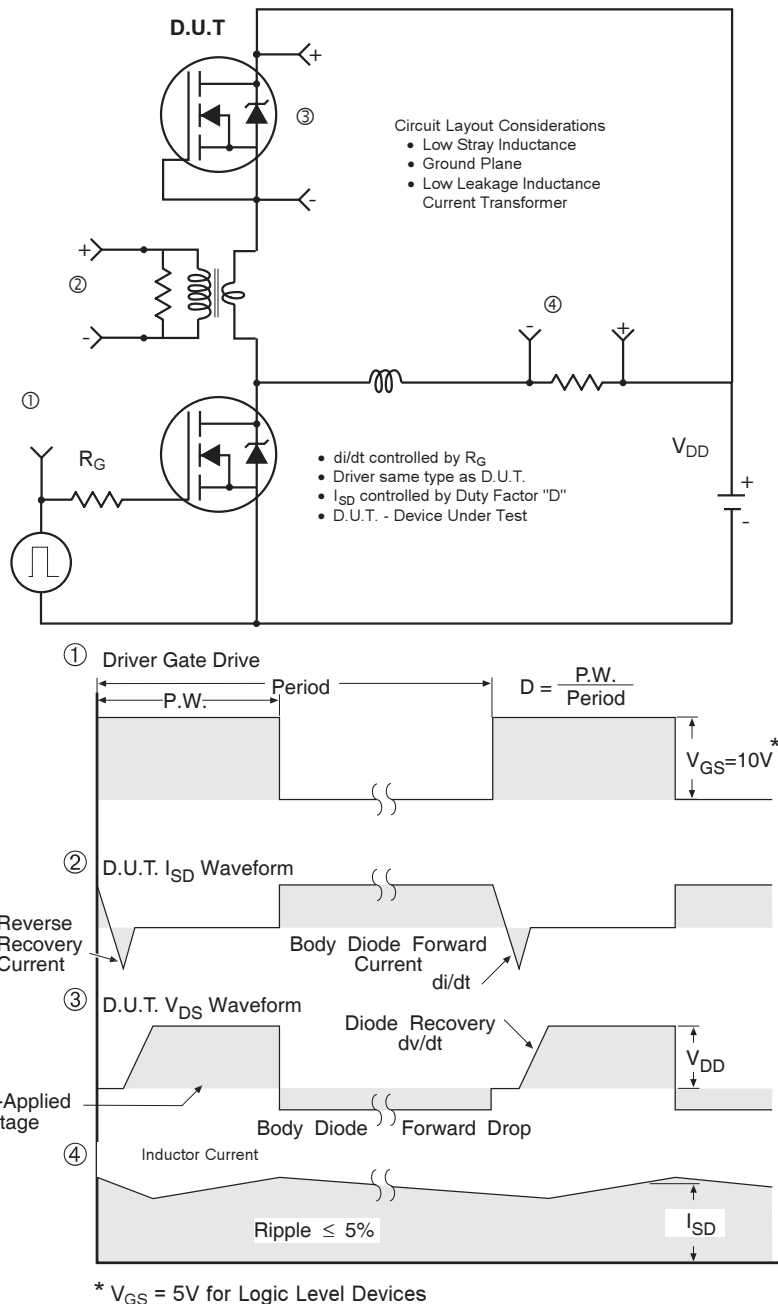 D.U.T
+
③
Circuit Layout Considerations
• Low Stray Inductance
• Ground Plane
• Low Leakage Inductance
Current Transformer
-
+
②
-
④
-
+
①
R_G
V_DD
+
-
• di/dt controlled by R_G
• Driver same type as D.U.T.
• I_SD controlled by Duty Factor "D"
• D.U.T. - Device Under Test
① Driver Gate Drive
Period
P.W.
D = P.W. / Period
V_GS=10V*
② D.U.T. I_SD Waveform
Reverse
Recovery
Current
Body Diode Forward
Current
di/dt
③ D.U.T. V_DS Waveform
Diode Recovery
dv/dt
V_DD
-Applied
tage
Body Diode Forward Drop
④
Inductor Current
Ripple ≤ 5%
I_SD
* V_GS = 5V for Logic Level Devices